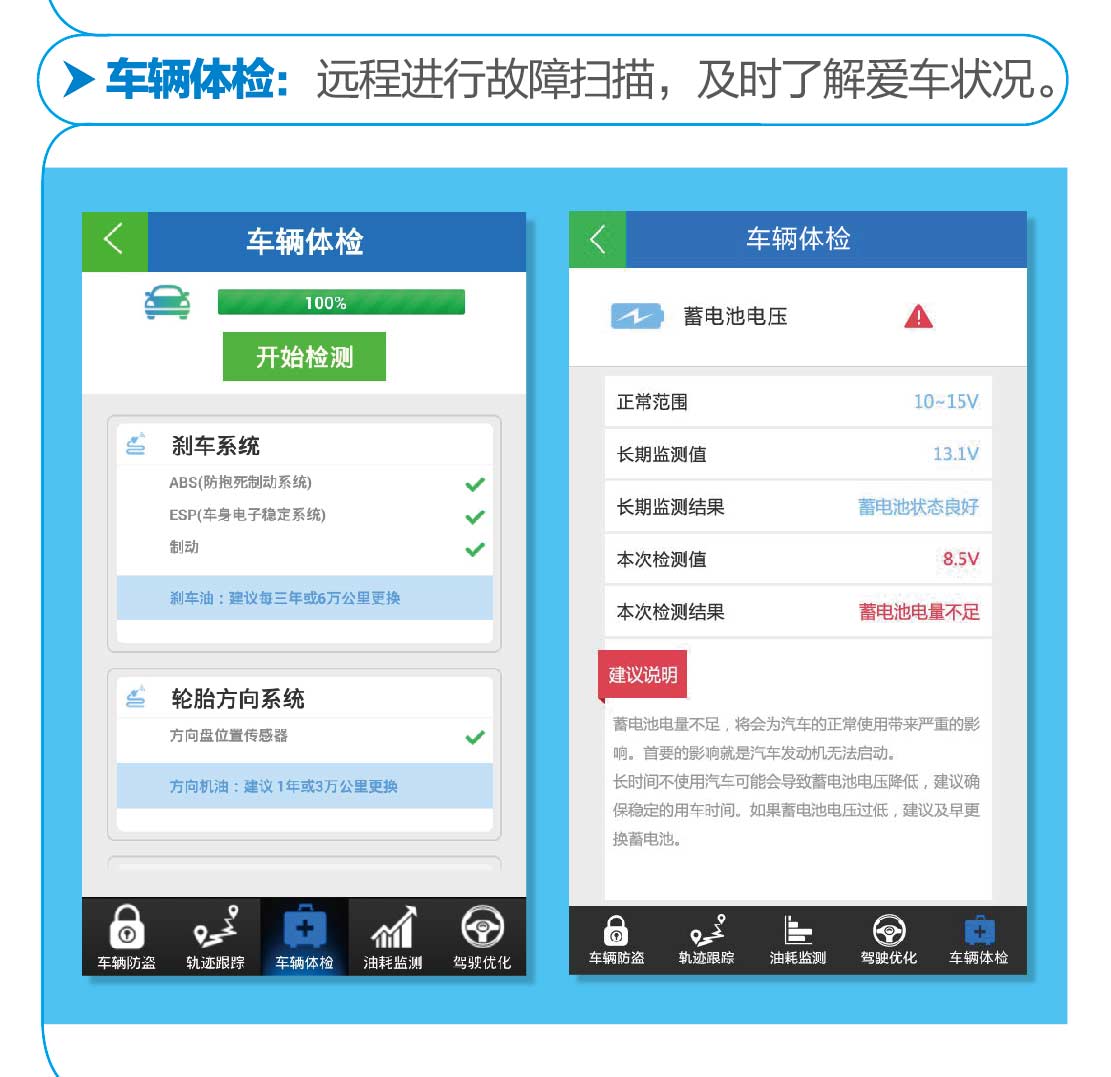 车辆体检：远程进行故障扫描，及时了解爱车状况。
车辆体检
100%
开始检测
刹车系统
ABS(防抱死制动系统)
ESP(车身电子稳定系统)
制动
刹车油：建议每三年或6万公里更换
轮胎方向系统
方向盘位置传感器
方向机油：建议1年或3万公里更换
车辆防盗 轨迹跟踪 车辆体检 油耗监测 驾驶优化
车辆体检
蓄电池电压
正常范围 10~15V
长期监测值 13.1V
长期监测结果 蓄电池状态良好
本次检测值 8.5V
本次检测结果 蓄电池电量不足
建议说明
蓄电池电量不足，将会为汽车的正常使用带来严重的影
响。首要的影响就是汽车发动机无法启动。
长时间不使用汽车可能会导致蓄电池电压降低，建议确
保稳定的用车时间。如果蓄电池电压过低，建议及早更
换蓄电池。
车辆防盗 轨迹跟踪 油耗监测 驾驶优化 车辆体检